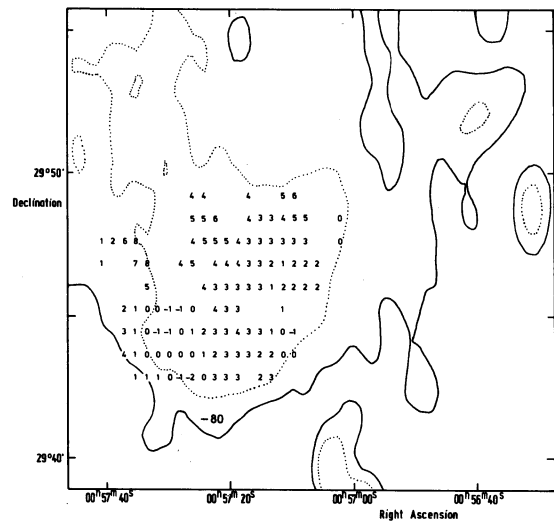 29°50'
Declination
4 4 4 5 6
5 5 6 4 3 3 4 5 5 0
1 2 6 8 4 5 5 5 4 3 3 3 3 3 3 0
1 7 8 4 5 4 4 4 3 3 2 1 2 2 2
5 4 3 3 3 3 3 1 2 2 2 2
2 1 0 0 -1 -1 0 4 3 3 1
3 1 0 -1 -1 0 1 2 3 3 4 3 3 1 0 -1
4 1 0 0 0 0 0 1 2 3 3 3 2 2 0 0
1 1 1 0 -1 -2 0 3 3 3 2 3
-80
29°40'
00h57m40s 00h57m20s 00h57m00s 00h56m40s
Right Ascension